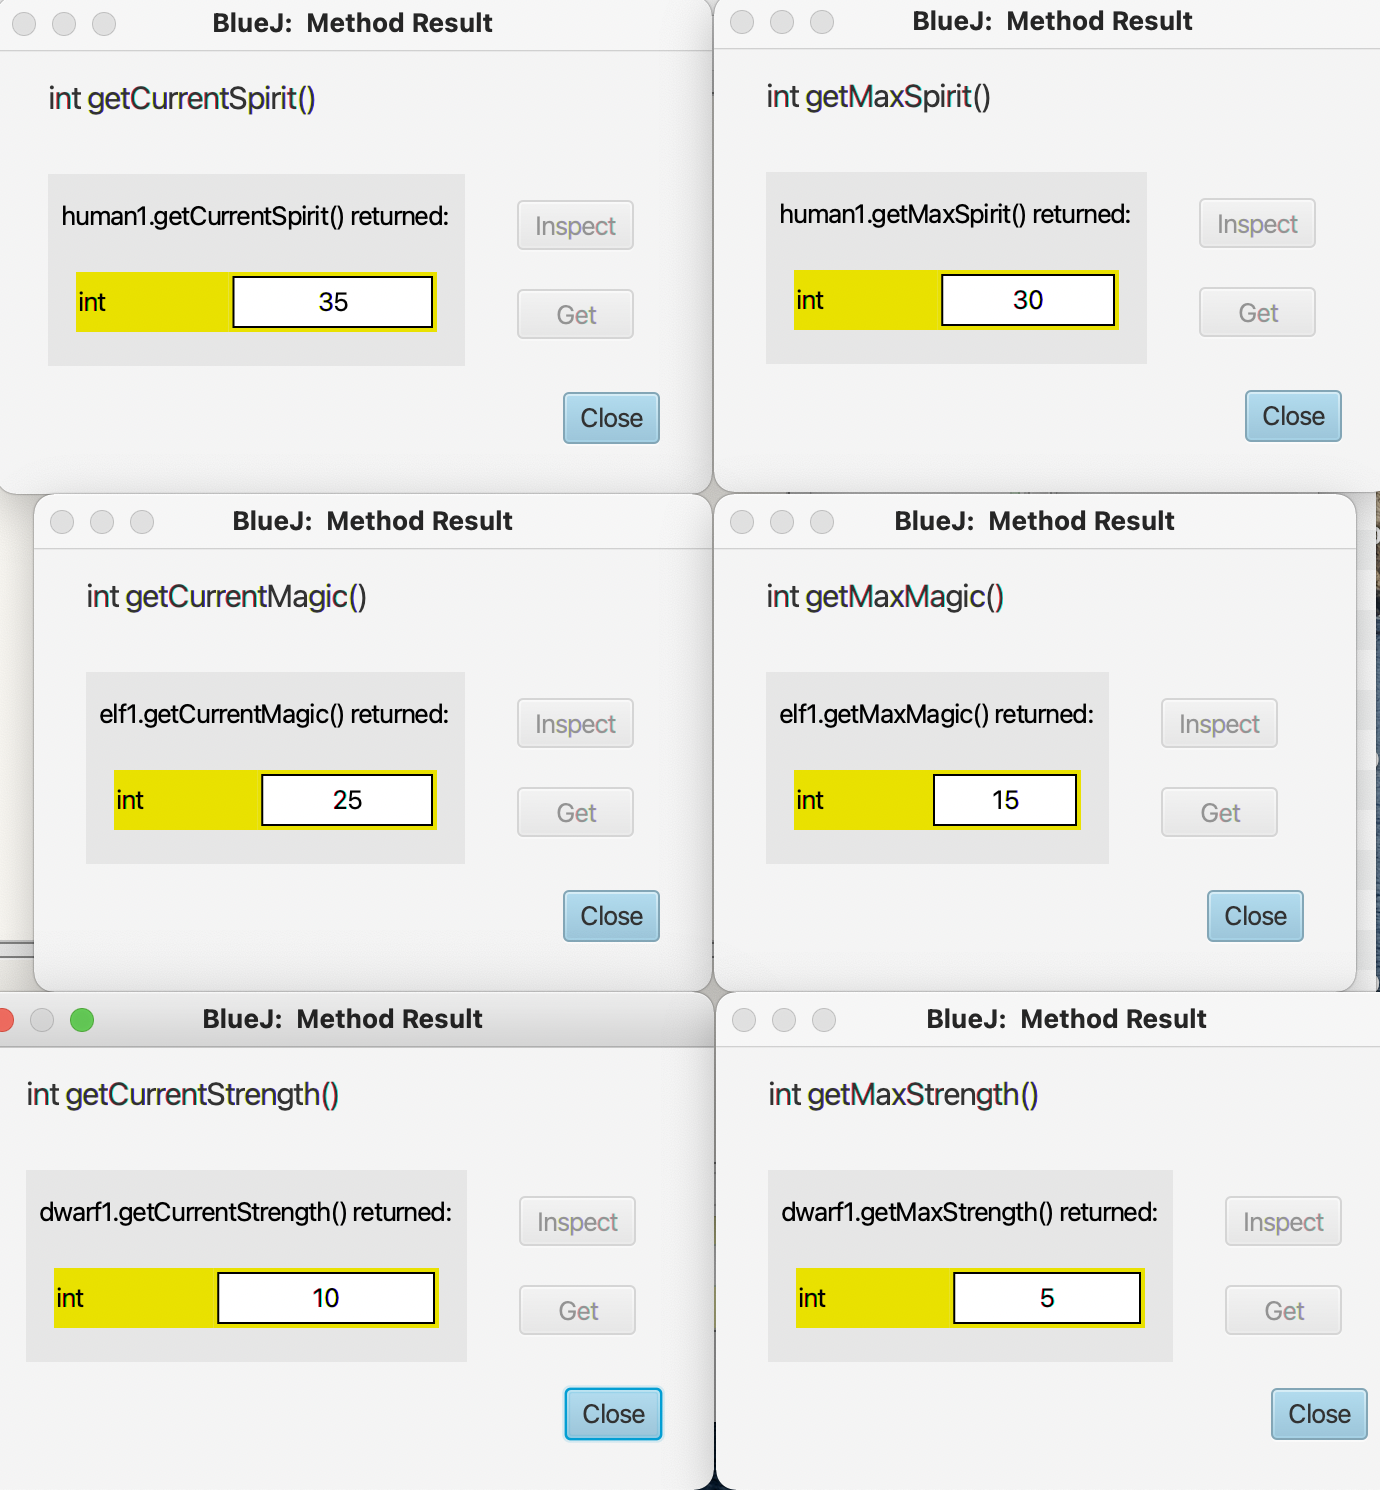 BlueJ:  Method Result
int getCurrentSpirit()
human1.getCurrentSpirit() returned:
Inspect
int
35
Get
Close
BlueJ:  Method Result
int getMaxSpirit()
human1.getMaxSpirit() returned:
Inspect
int
30
Get
Close
BlueJ:  Method Result
int getCurrentMagic()
elf1.getCurrentMagic() returned:
Inspect
int
25
Get
Close
BlueJ:  Method Result
int getMaxMagic()
elf1.getMaxMagic() returned:
Inspect
int
15
Get
Close
BlueJ:  Method Result
int getCurrentStrength()
dwarf1.getCurrentStrength() returned:
Inspect
int
10
Get
Close
BlueJ:  Method Result
int getMaxStrength()
dwarf1.getMaxStrength() returned:
Inspect
int
5
Get
Close